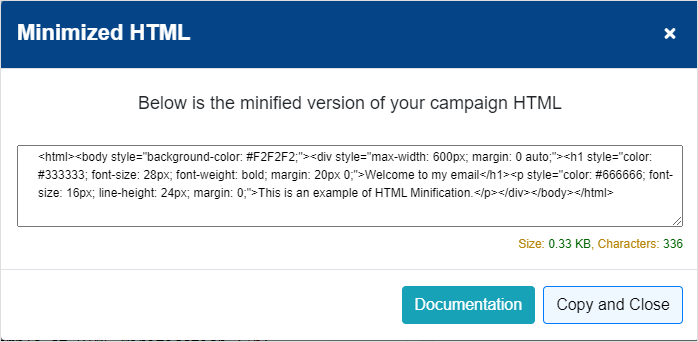 Minimized HTML
×
Below is the minified version of your campaign HTML
<html><body style="background-color: #F2F2F2;"><div style="max-width: 600px; margin: 0 auto;"><h1 style="color:
#333333; font-size: 28px; font-weight: bold; margin: 20px 0;">Welcome to my email</h1><p style="color: #666666; font-
size: 16px; line-height: 24px; margin: 0;">This is an example of HTML Minification.</p></div></body></html>
Size: 0.33 KB, Characters: 336
Documentation
Copy and Close